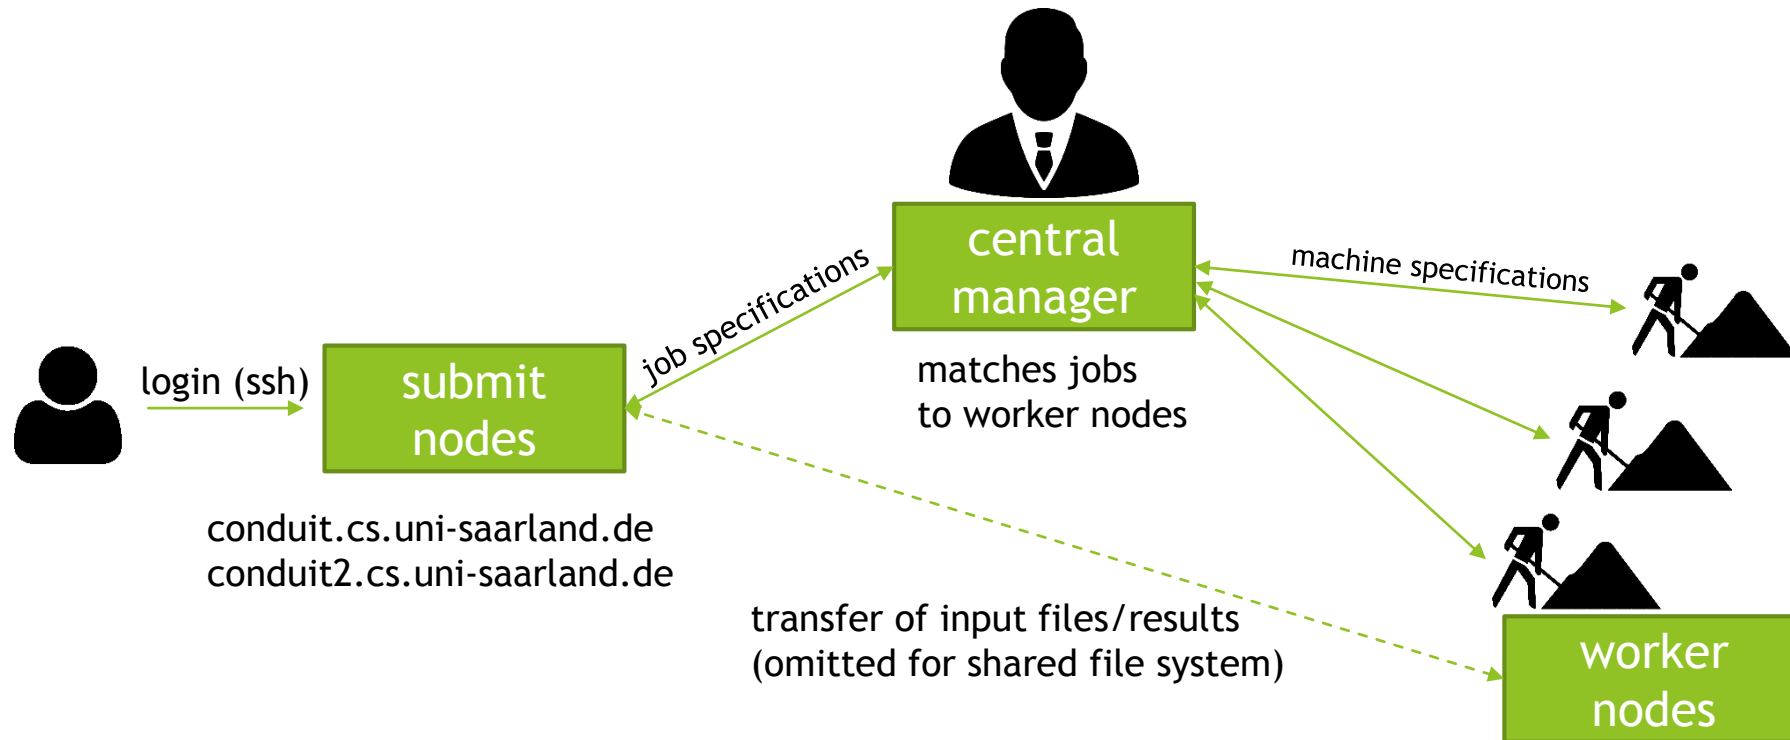 central
manager
machine specifications
job specifications
login (ssh)
submit
nodes
matches jobs
to worker nodes
conduit.cs.uni-saarland.de
conduit2.cs.uni-saarland.de
transfer of input files/results
(omitted for shared file system)
worker
nodes